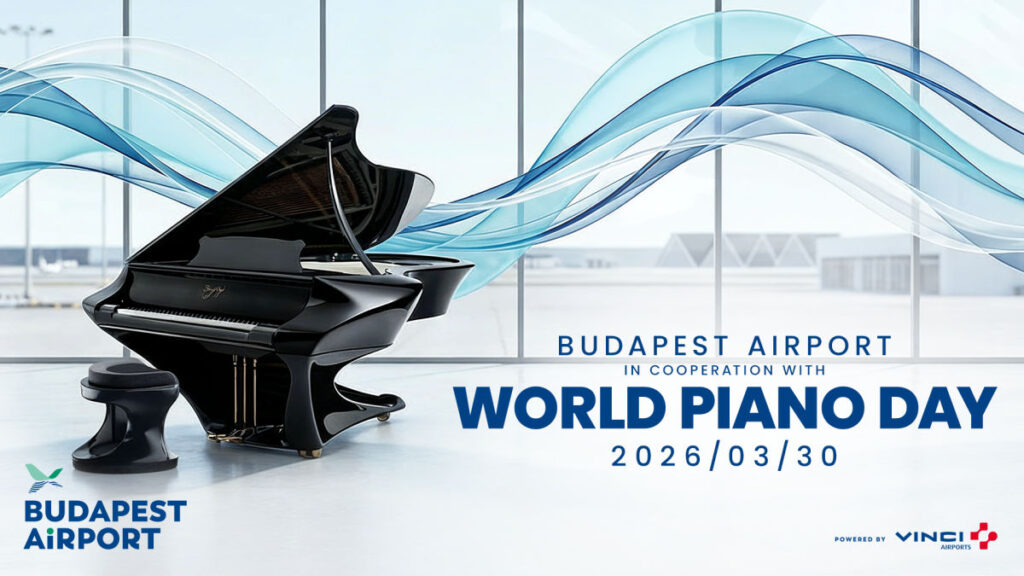 BUDAPEST AIRPORT
IN COOPERATION WITH
WORLD PIANO DAY
2026/03/30
BUDAPEST
AiRPORT
POWERED BY VINCI
AIRPORTS